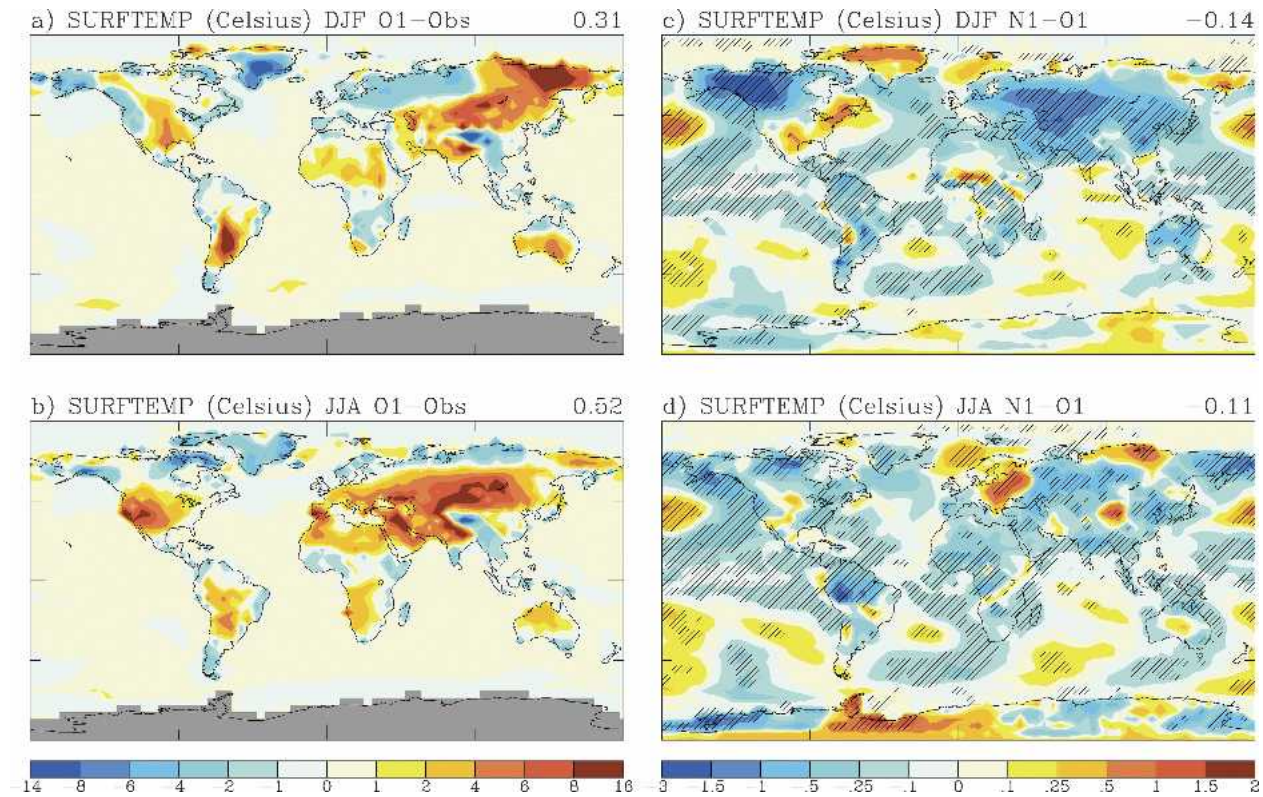 a) SURFTEMP (Celsius) DJF O1-Obs 0.31
c) SURFTEMP (Celsius) DJF N1-O1 -0.14
b) SURFTEMP (Celsius) JJA O1-Obs 0.52
d) SURFTEMP (Celsius) JJA N1-O1 -0.11
-14 -8 -6 -4 -2 -1 0 1 2 4 6 8 16
-3 -1.5 -1 -.5 -.25 -.1 0 .1 .25 .5 1 1.5 2